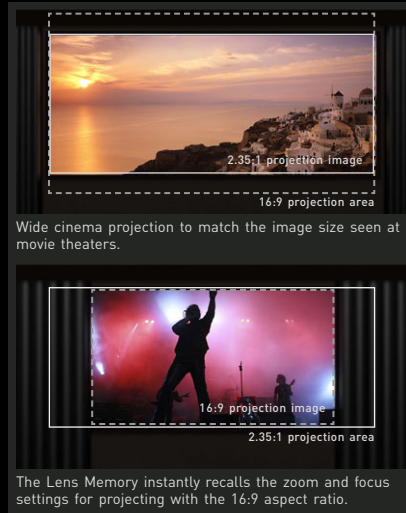 2.35:1 projection image
16:9 projection area
Wide cinema projection to match the image size seen at
movie theaters.
16:9 projection image
2.35:1 projection area
The Lens Memory instantly recalls the zoom and focus
settings for projecting with the 16:9 aspect ratio.